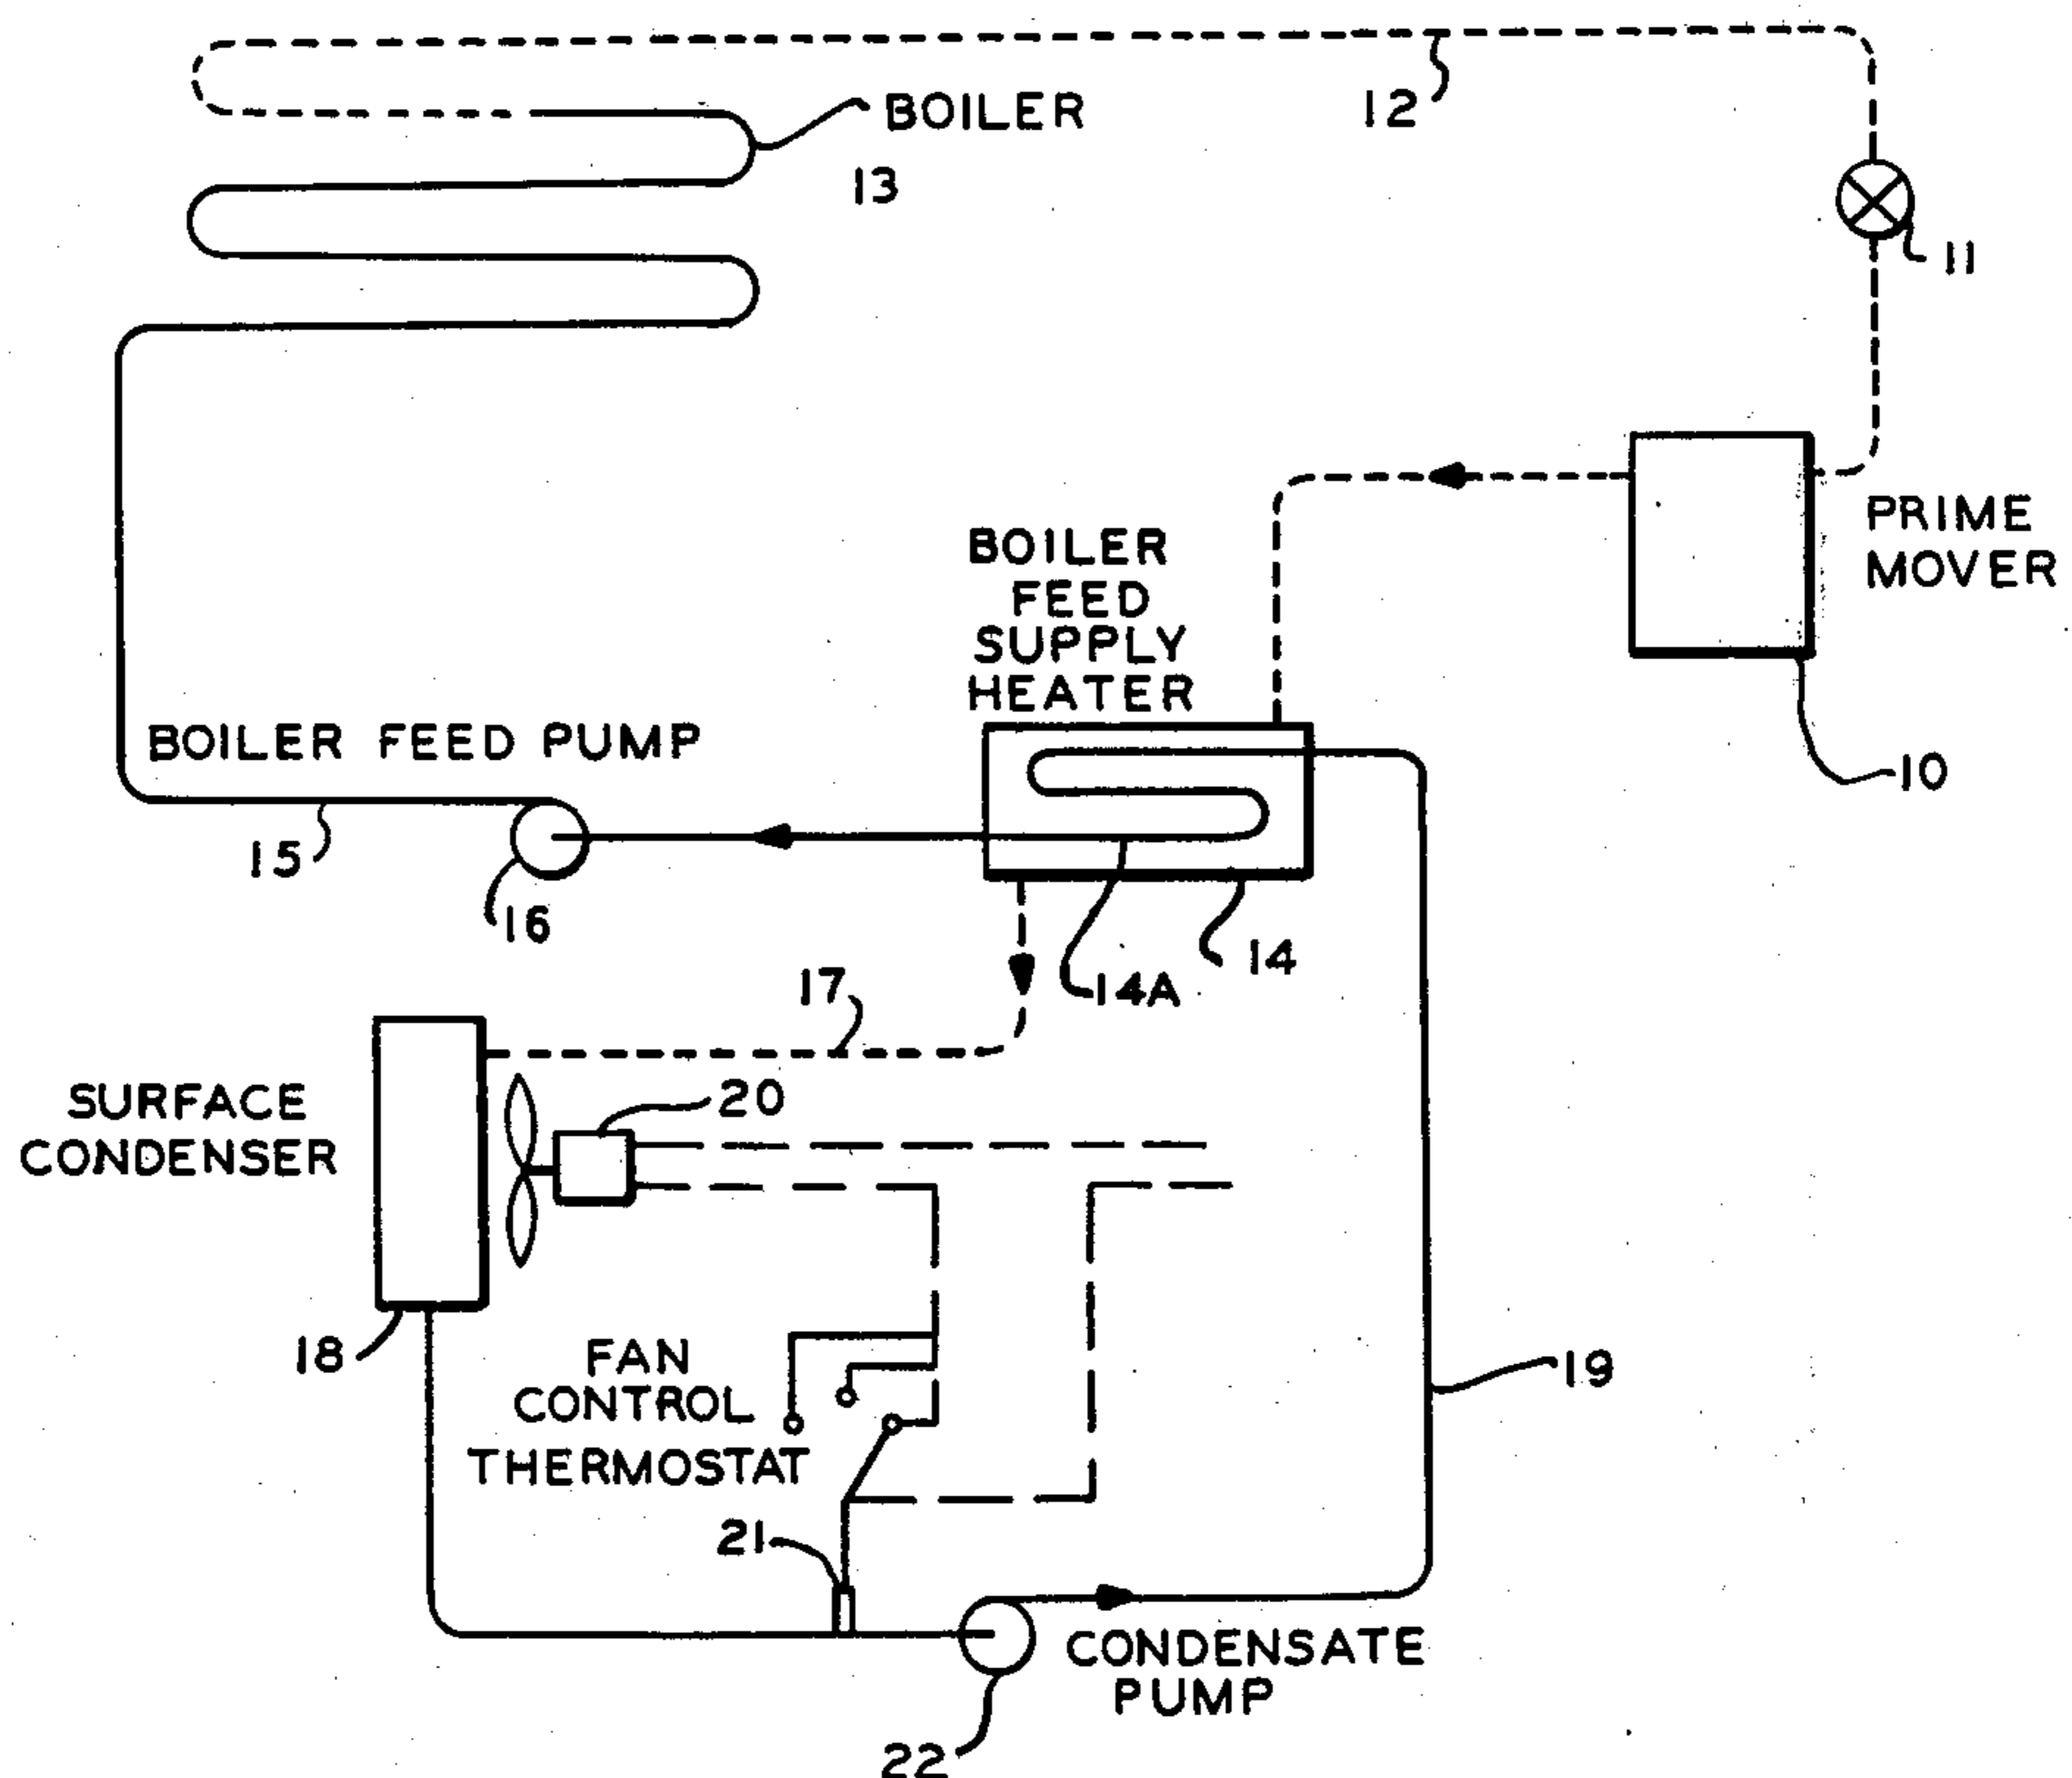 BOILER
13
12
11
PRIME
MOVER
10
BOILER
FEED
SUPPLY
HEATER
BOILER FEED PUMP
15
16
14
14A
17
SURFACE
CONDENSER
20
18
FAN
CONTROL
THERMOSTAT
19
21
CONDENSATE
PUMP
22